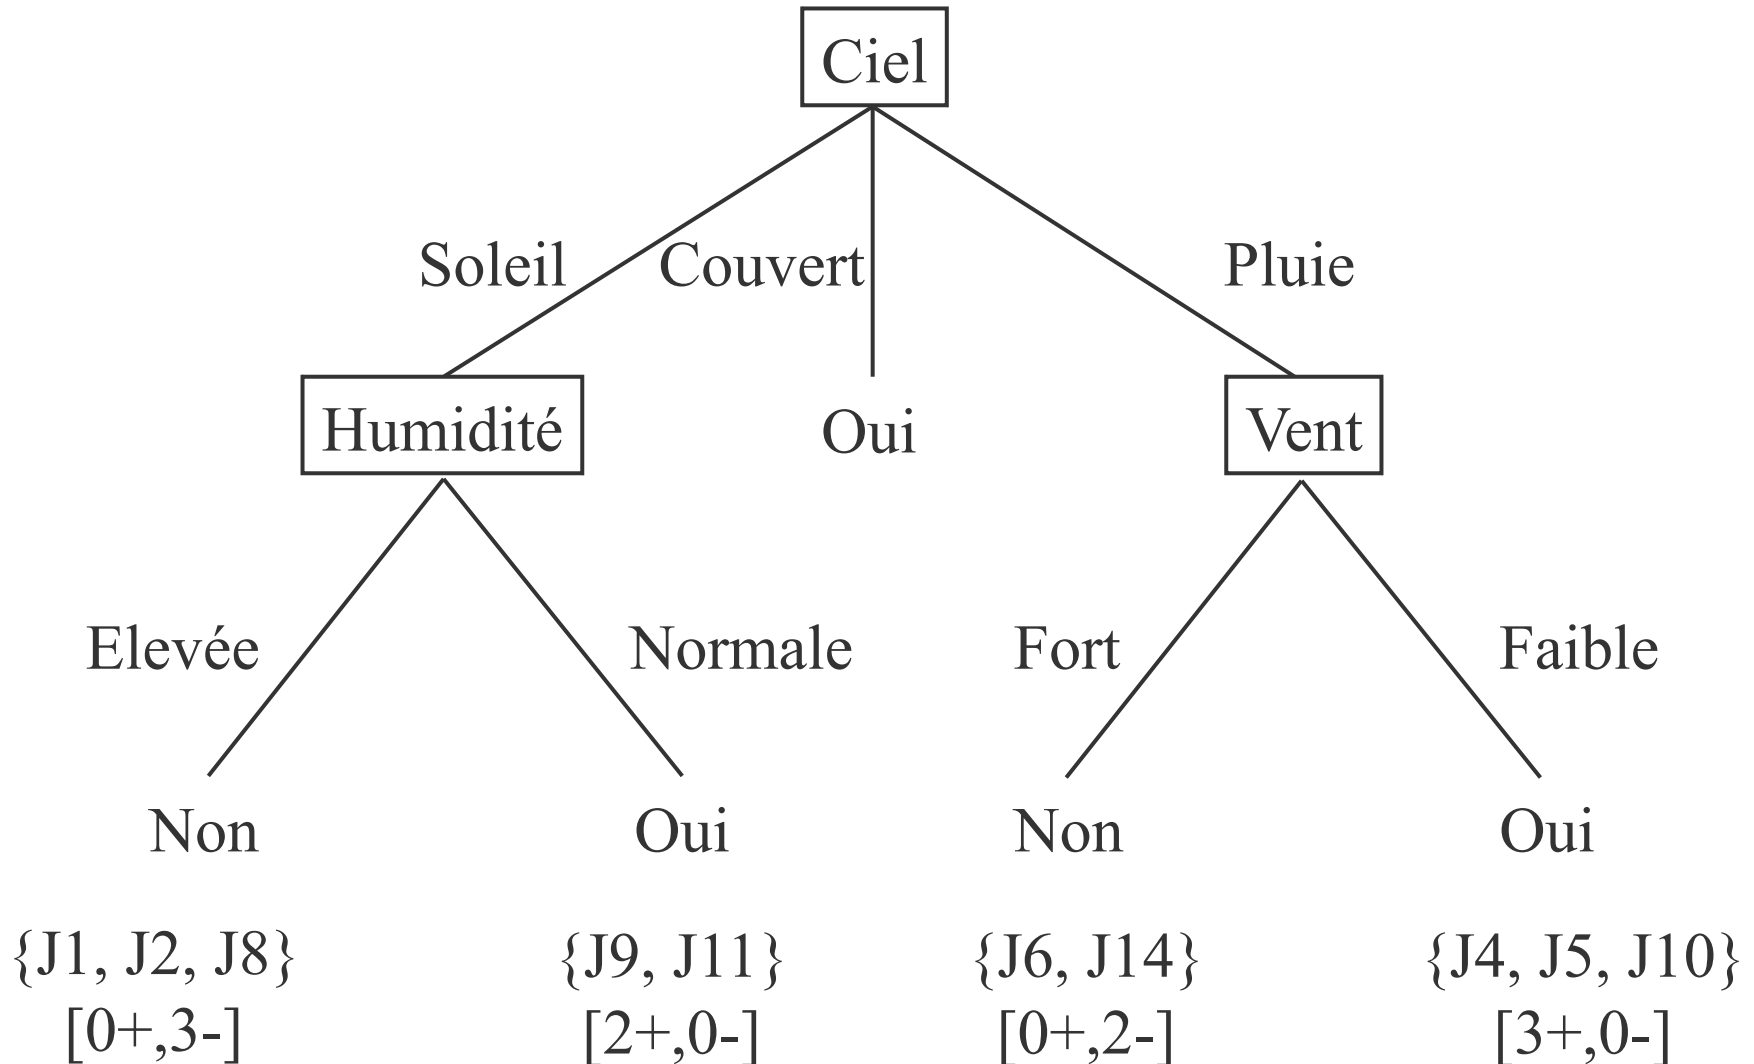 Ciel
Soleil Couvert Pluie
Humidité Oui Vent
Elevée Normale Fort Faible
Non Oui Non Oui
{J1, J2, J8} {J9, J11} {J6, J14} {J4, J5, J10}
[0+,3-] [2+,0-] [0+,2-] [3+,0-]